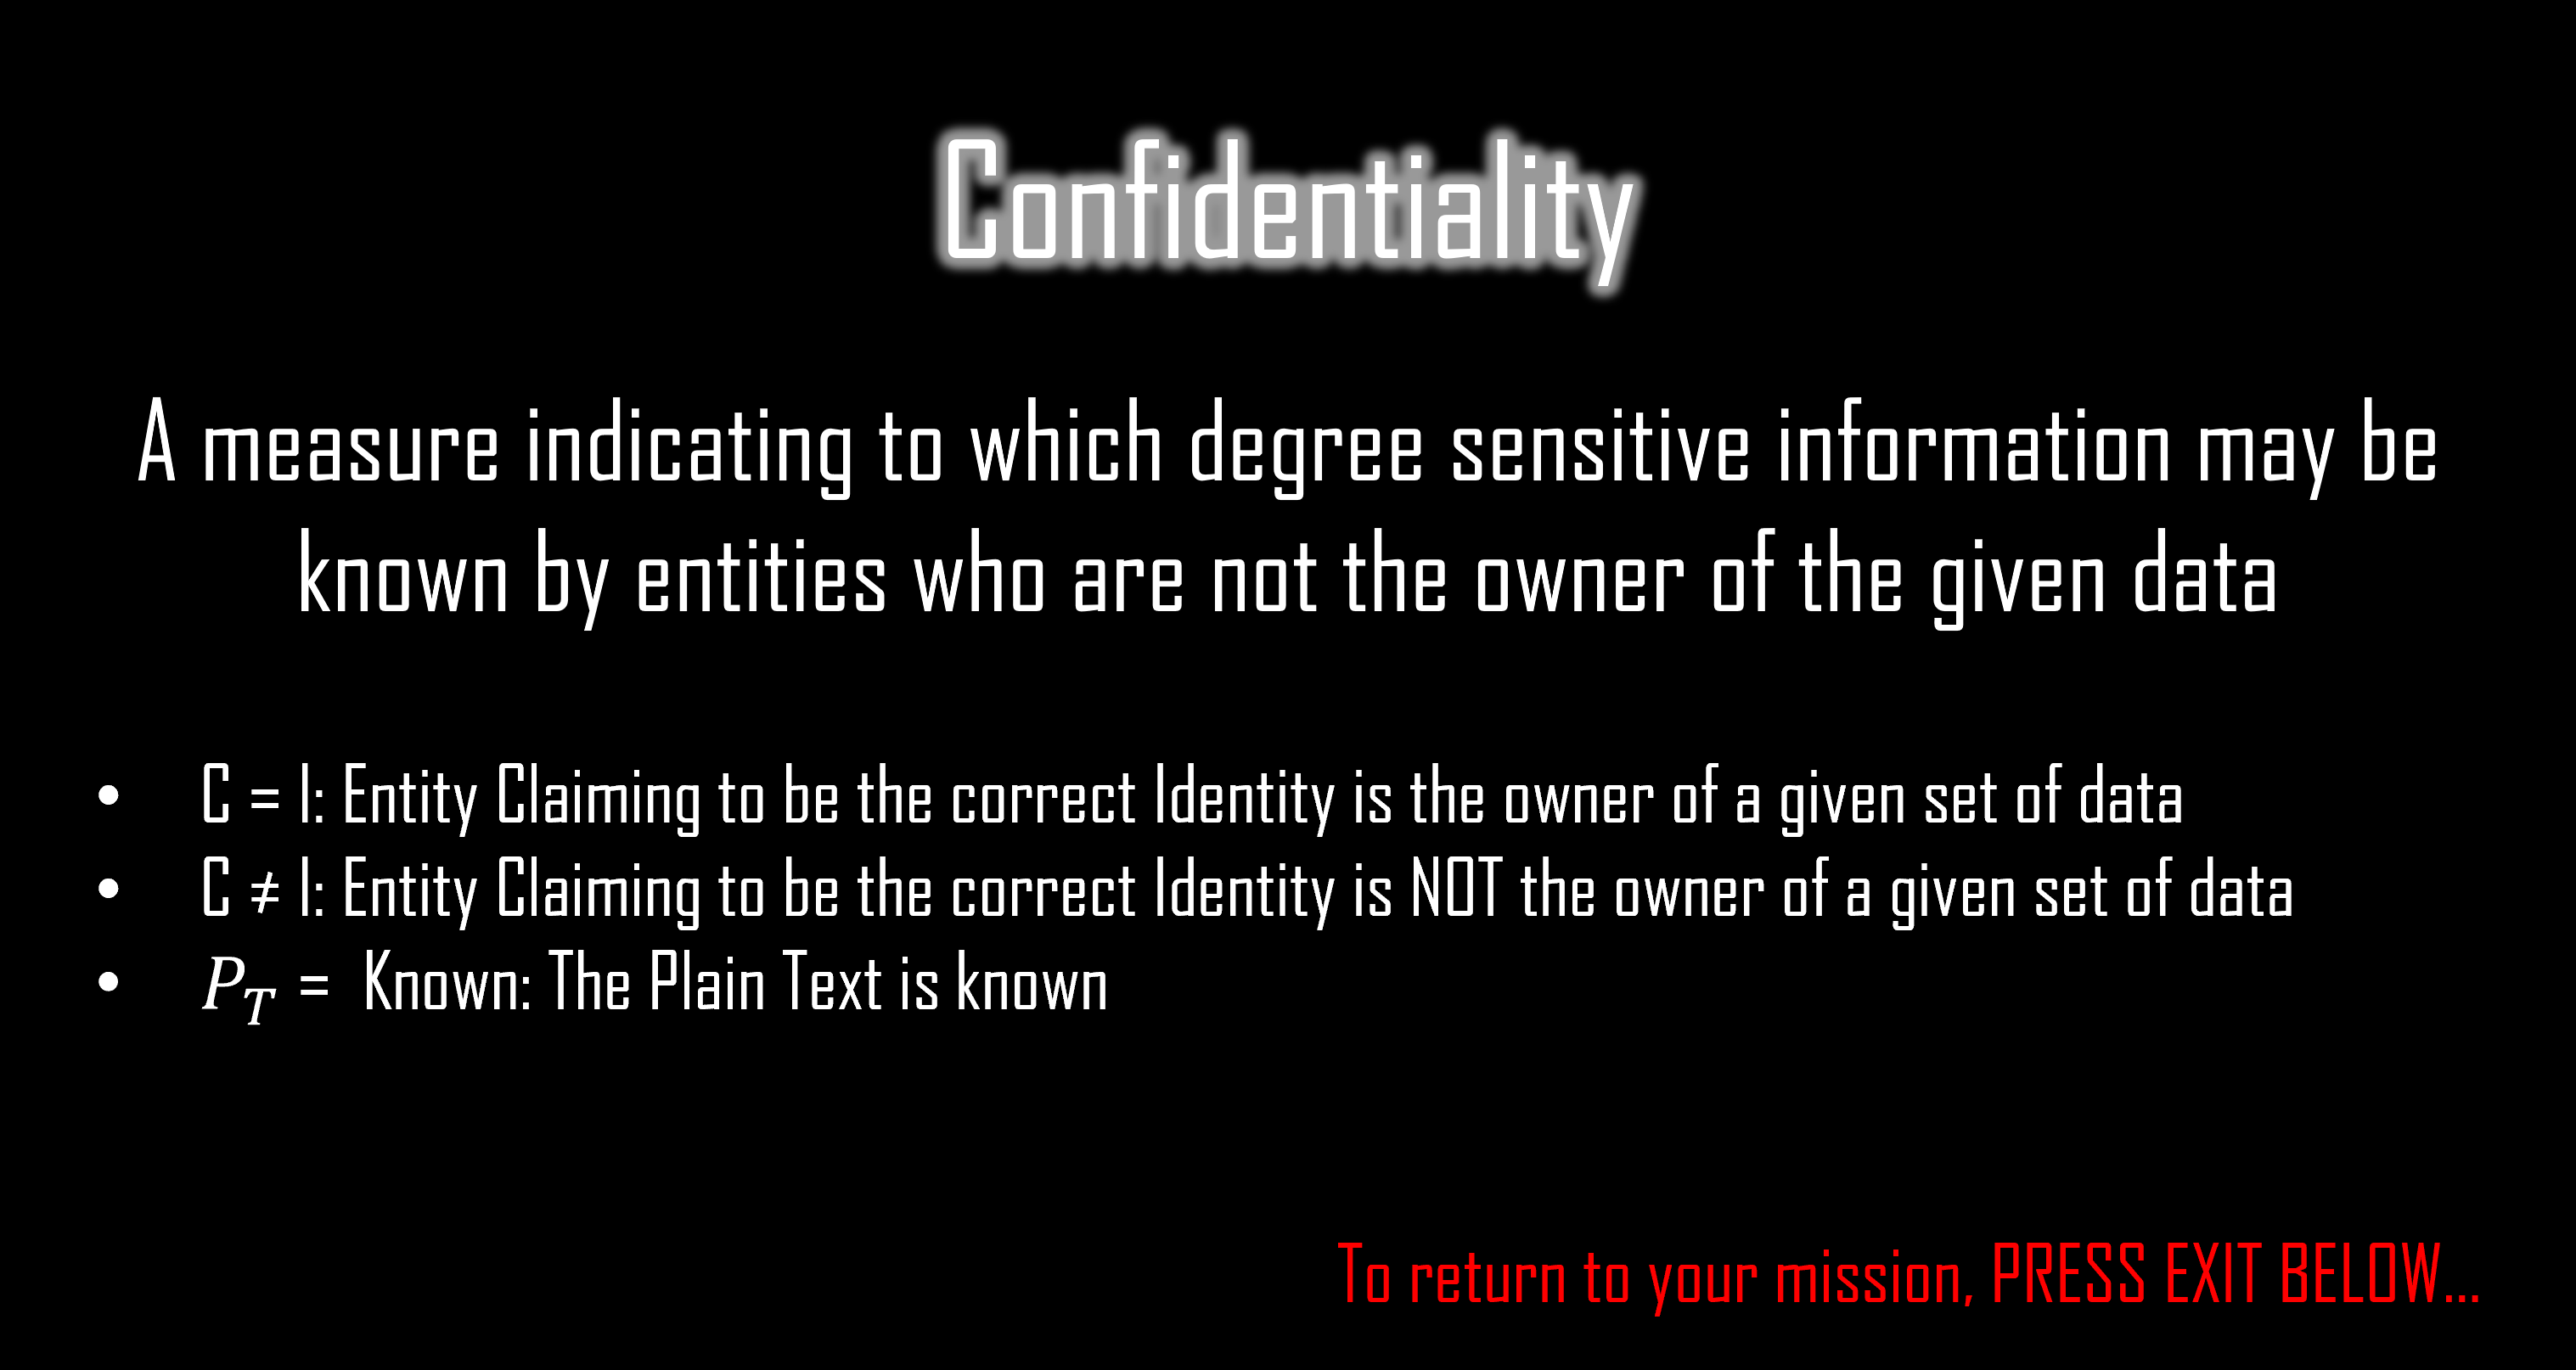 Confidentiality
A measure indicating to which degree sensitive information may be
known by entities who are not the owner of the given data
• C = I: Entity Claiming to be the correct Identity is the owner of a given set of data
• C ≠ I: Entity Claiming to be the correct Identity is NOT the owner of a given set of data
• P_T = Known: The Plain Text is known
To return to your mission, PRESS EXIT BELOW...